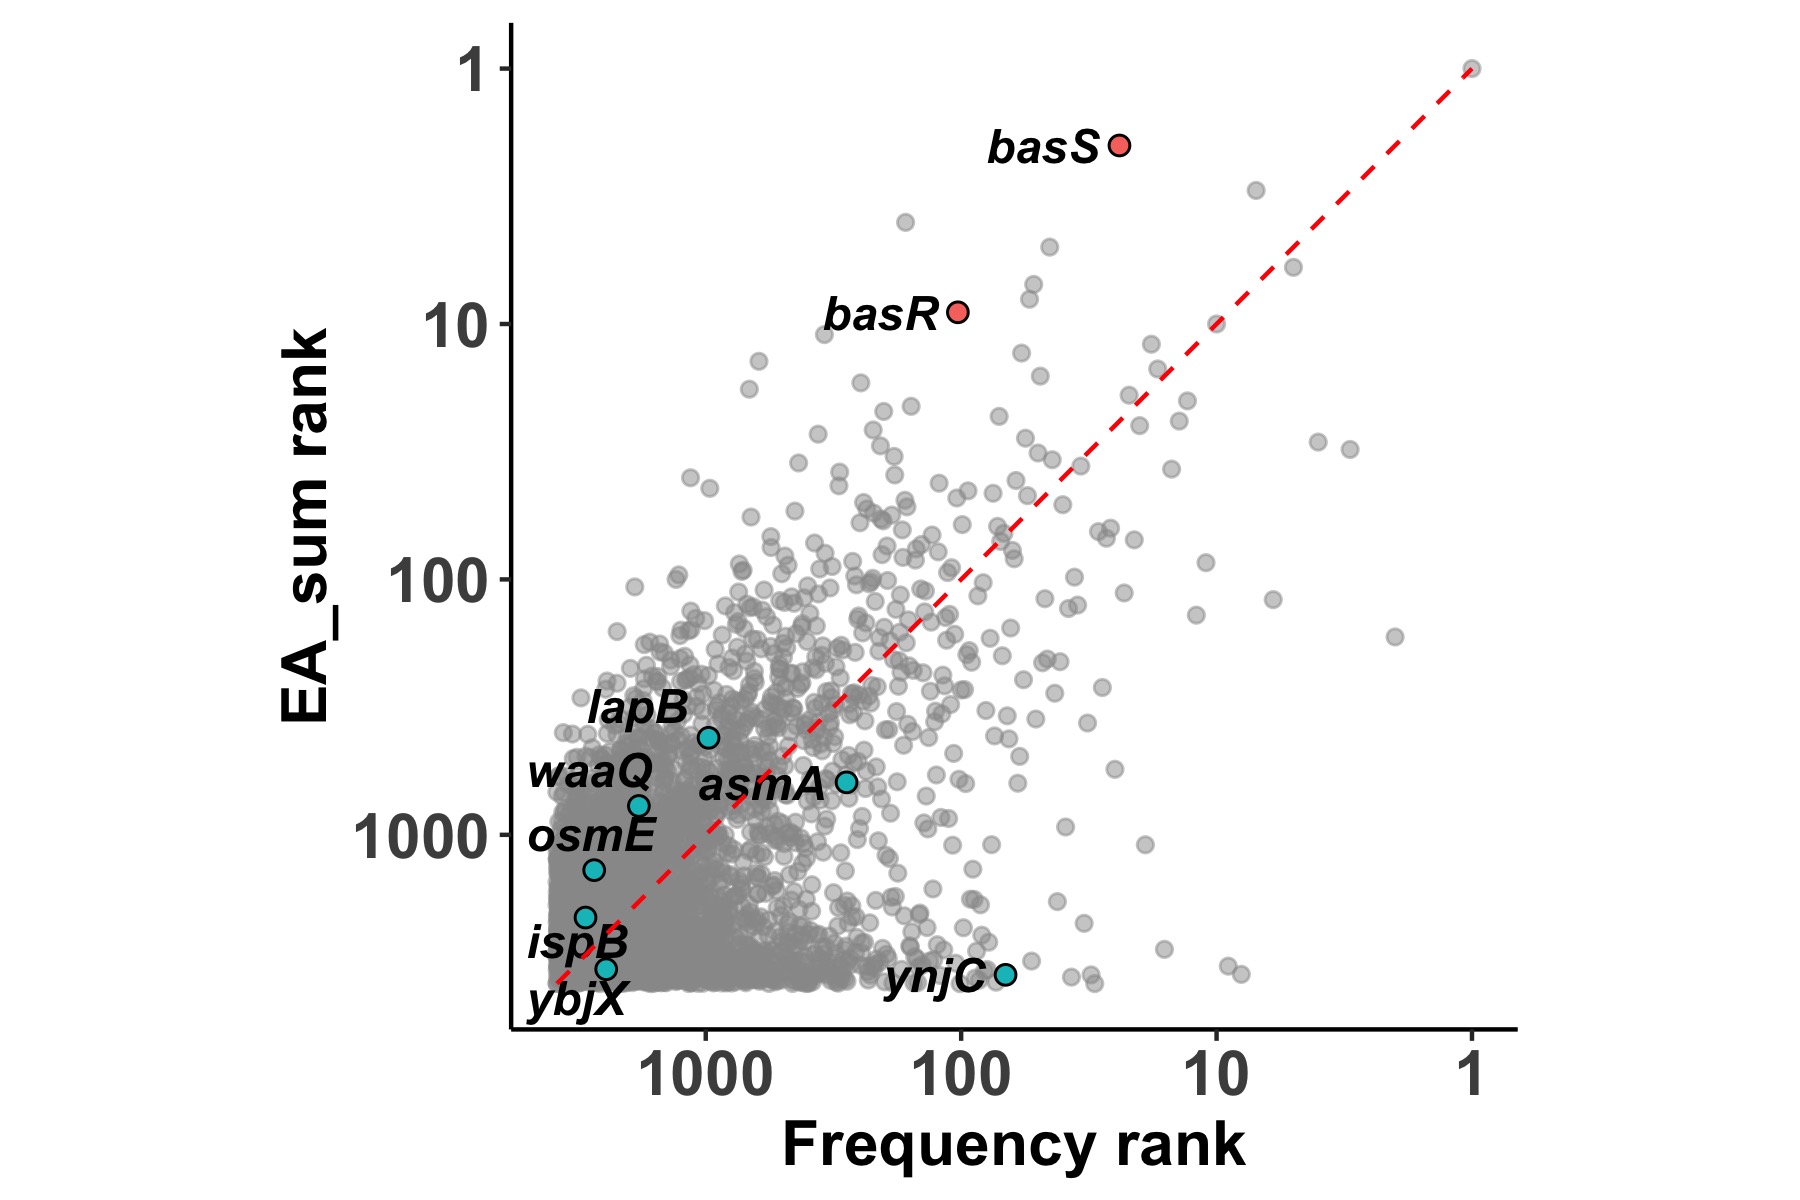 1
basS
10
basR
100
EA_sum rank
lapB
waaQ
asmA
1000
osmE
ispB
ynjC
ybjX
1000 100 10 1
Frequency rank